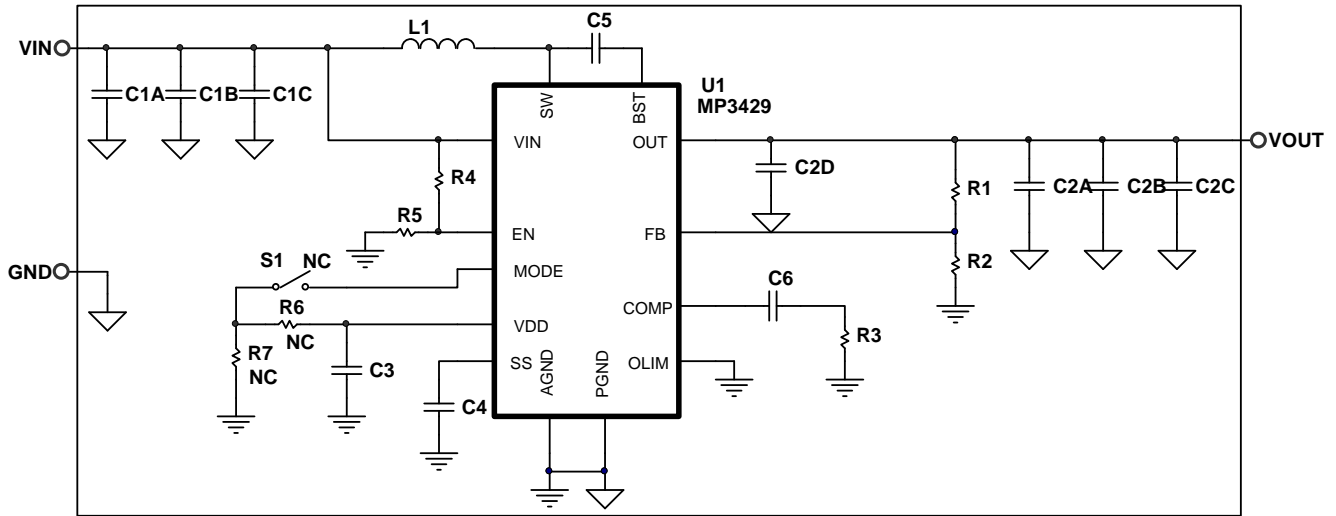 L1
C5
VIN
C1A
C1B
C1C
U1
MP3429
SW
BST
VIN
OUT
VOUT
R4
C2D
R1
C2A
C2B
C2C
R5
EN
FB
S1
NC
MODE
R2
GND
C6
R6
COMP
NC
VDD
R3
R7
NC
C3
SS
AGND
PGND
OLIM
C4